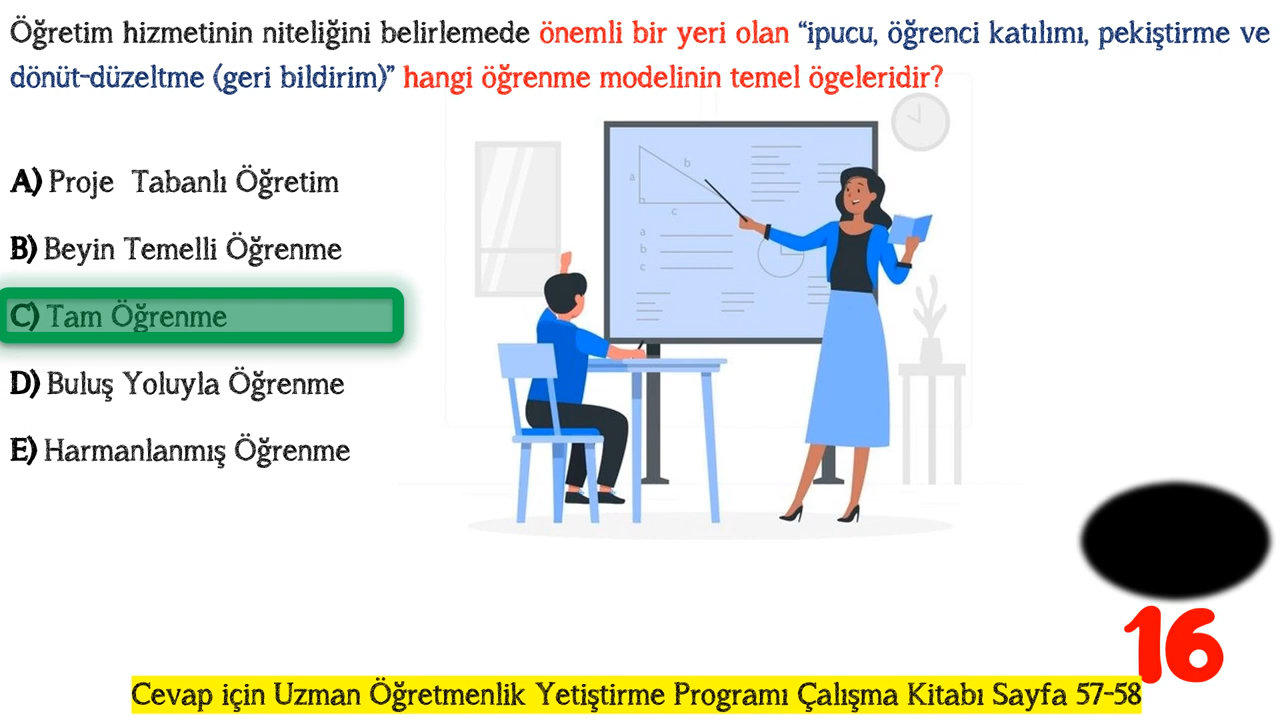 Öğretim hizmetinin niteliğini belirlemede önemli bir yeri olan “ipucu, öğrenci katılımı, pekiştirme ve
dönüt-düzeltme (geri bildirim)” hangi öğrenme modelinin temel ögeleridir?
A) Proje Tabanlı Öğretim
B) Beyin Temelli Öğrenme
C) Tam Öğrenme
D) Buluş Yoluyla Öğrenme
E) Harmanlanmış Öğrenme
b
a
c
a
b
c
16
Cevap için Uzman Öğretmenlik Yetiştirme Programı Çalışma Kitabı Sayfa 57-58